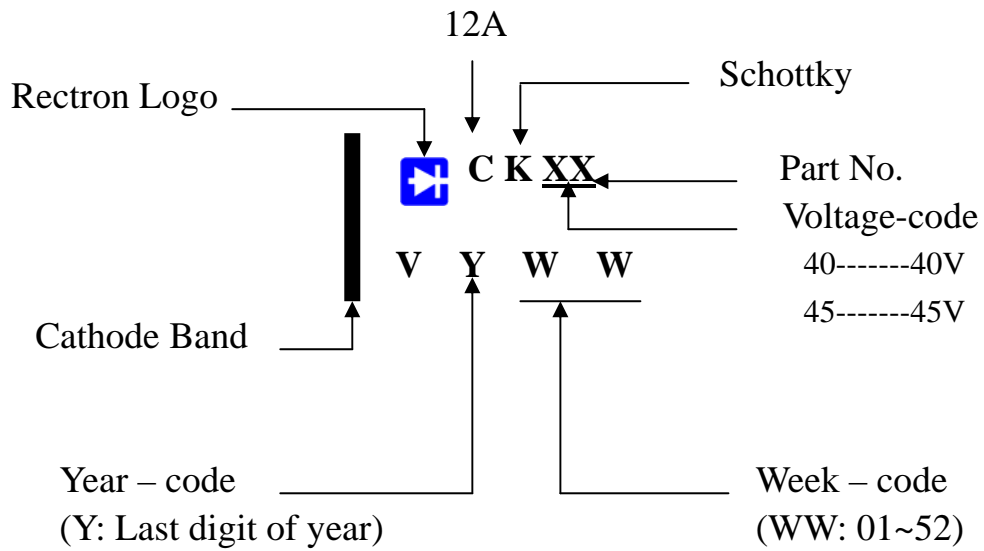 12A
Schottky
Rectron Logo
C K XX
Part No.
Voltage-code
V Y W W
40-------40V
45-------45V
Cathode Band
Year – code
(Y: Last digit of year)
Week – code
(WW: 01~52)